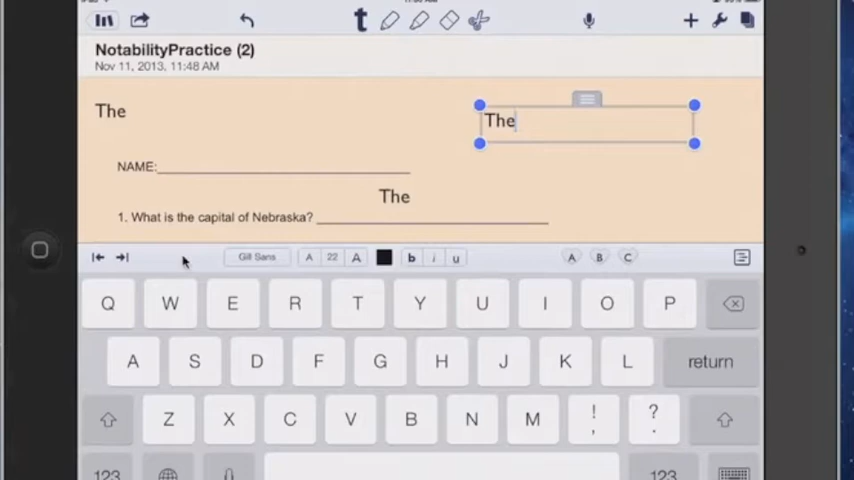 t
NotabilityPractice (2)
Nov 11, 2013, 11:48 AM
The
The
NAME:
The
1. What is the capital of Nebraska?
Gill Sans A 22 A b i u A B C
Q W E R T Y U I O P
A S D F G H J K L return
Z X C V B N M ! , ? .
123 123